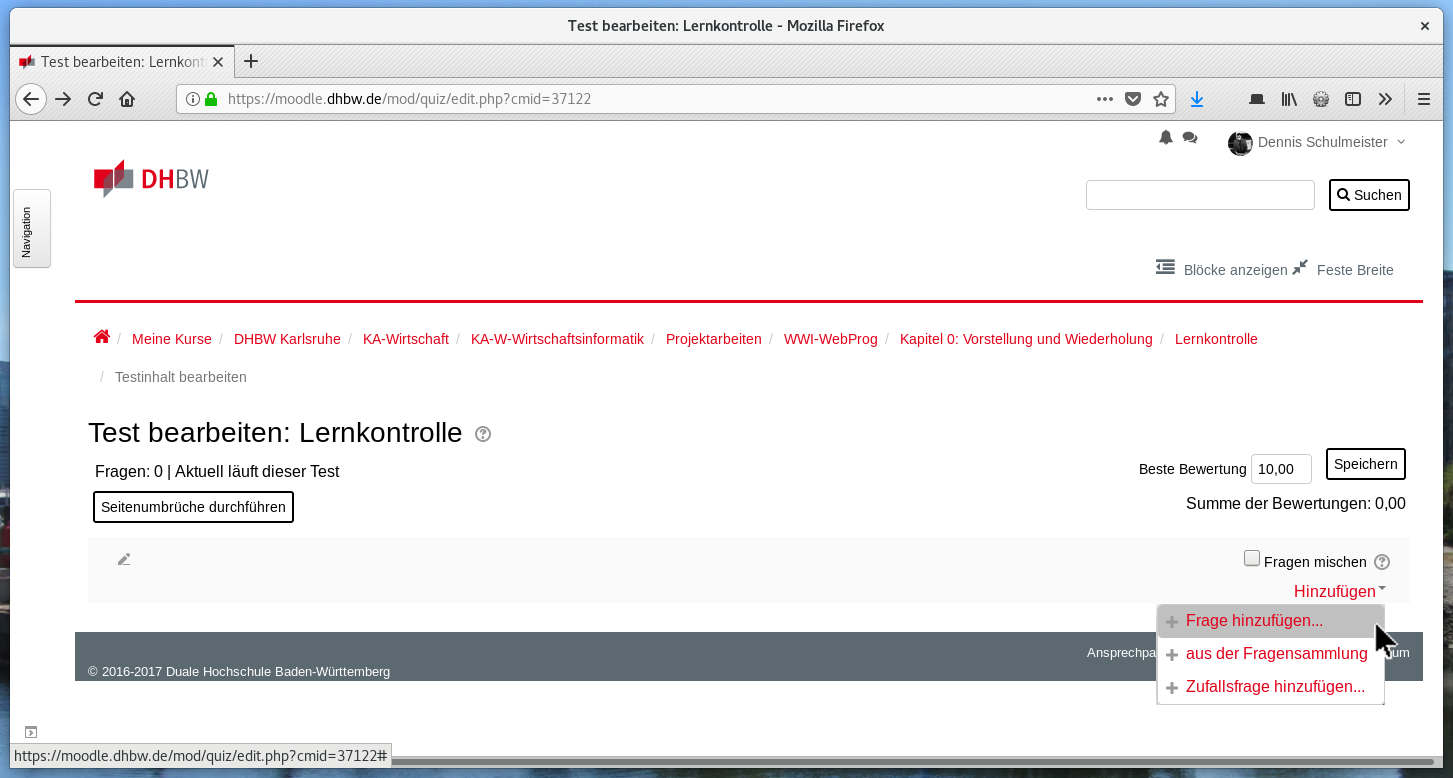 Test bearbeiten: Lernkontrolle - Mozilla Firefox
Test bearbeiten: Lernkont
https://moodle.dhbw.de/mod/quiz/edit.php?cmid=37122
Dennis Schulmeister
DHBW
Navigation
Suchen
Blöcke anzeigen Feste Breite
/ Meine Kurse / DHBW Karlsruhe / KA-Wirtschaft / KA-W-Wirtschaftsinformatik / Projektarbeiten / WWI-WebProg / Kapitel 0: Vorstellung und Wiederholung / Lernkontrolle
/ Testinhalt bearbeiten
Test bearbeiten: Lernkontrolle
Fragen: 0 | Aktuell läuft dieser Test
Beste Bewertung 10,00 Speichern
Seitenumbrüche durchführen
Summe der Bewertungen: 0,00
Fragen mischen
Hinzufügen
Frage hinzufügen...
aus der Fragensammlung
Zufallsfrage hinzufügen...
Ansprechpa
um
© 2016-2017 Duale Hochschule Baden-Württemberg
https://moodle.dhbw.de/mod/quiz/edit.php?cmid=37122#